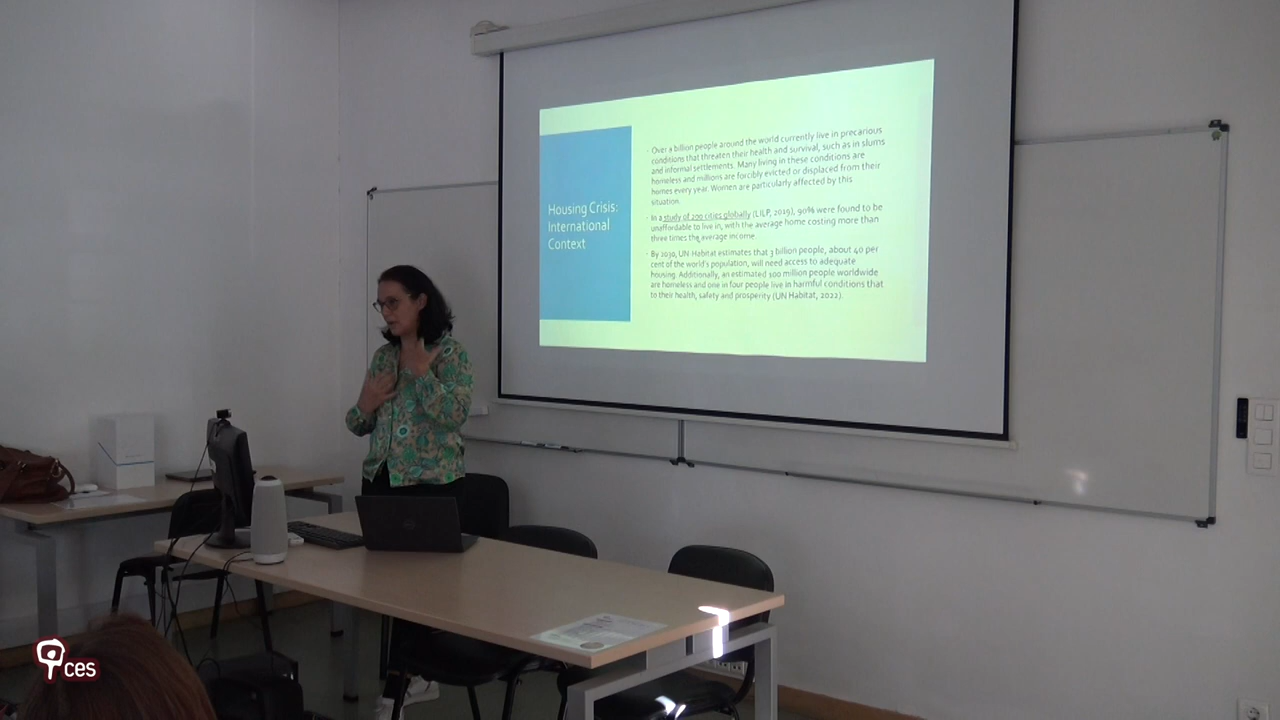 Housing Crisis:
International
Context
Over a billion people around the world currently live in precarious
conditions that threaten their health and survival, such as in slums
and informal settlements. Many living in these conditions are
homeless and millions are forcibly evicted or displaced from their
homes every year. Women are particularly affected by this
situation.
In a study of 200 cities globally (LILP, 2019), 90% were found to be
unaffordable to live in, with the average home costing more than
three times the average income.
By 2030, UN-Habitat estimates that 3 billion people, about 40 per
cent of the world's population, will need access to adequate
housing. Additionally, an estimated 100 million people worldwide
are homeless and one in four people live in harmful conditions that
to their health, safety and prosperity (UN Habitat, 2022).
ces